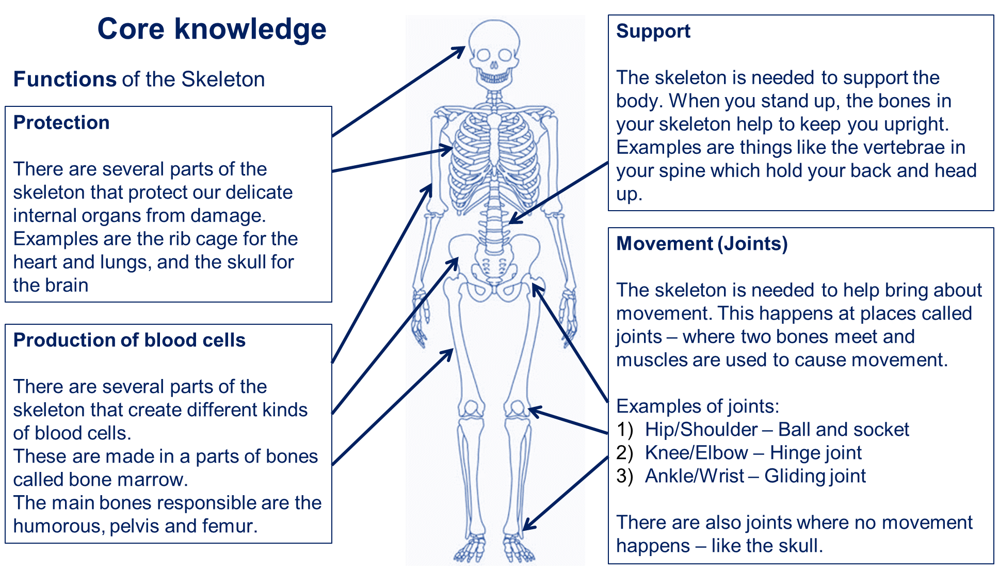 Core knowledge
Functions of the Skeleton
Protection
There are several parts of the
skeleton that protect our delicate
internal organs from damage.
Examples are the rib cage for the
heart and lungs, and the skull for
the brain
Production of blood cells
There are several parts of the
skeleton that create different kinds
of blood cells.
These are made in a parts of bones
called bone marrow.
The main bones responsible are the
humorous, pelvis and femur.
Support
The skeleton is needed to support the
body. When you stand up, the bones in
your skeleton help to keep you upright.
Examples are things like the vertebrae in
your spine which hold your back and head
up.
Movement (Joints)
The skeleton is needed to help bring about
movement. This happens at places called
joints – where two bones meet and
muscles are used to cause movement.
Examples of joints:
1) Hip/Shoulder – Ball and socket
2) Knee/Elbow – Hinge joint
3) Ankle/Wrist – Gliding joint
There are also joints where no movement
happens – like the skull.